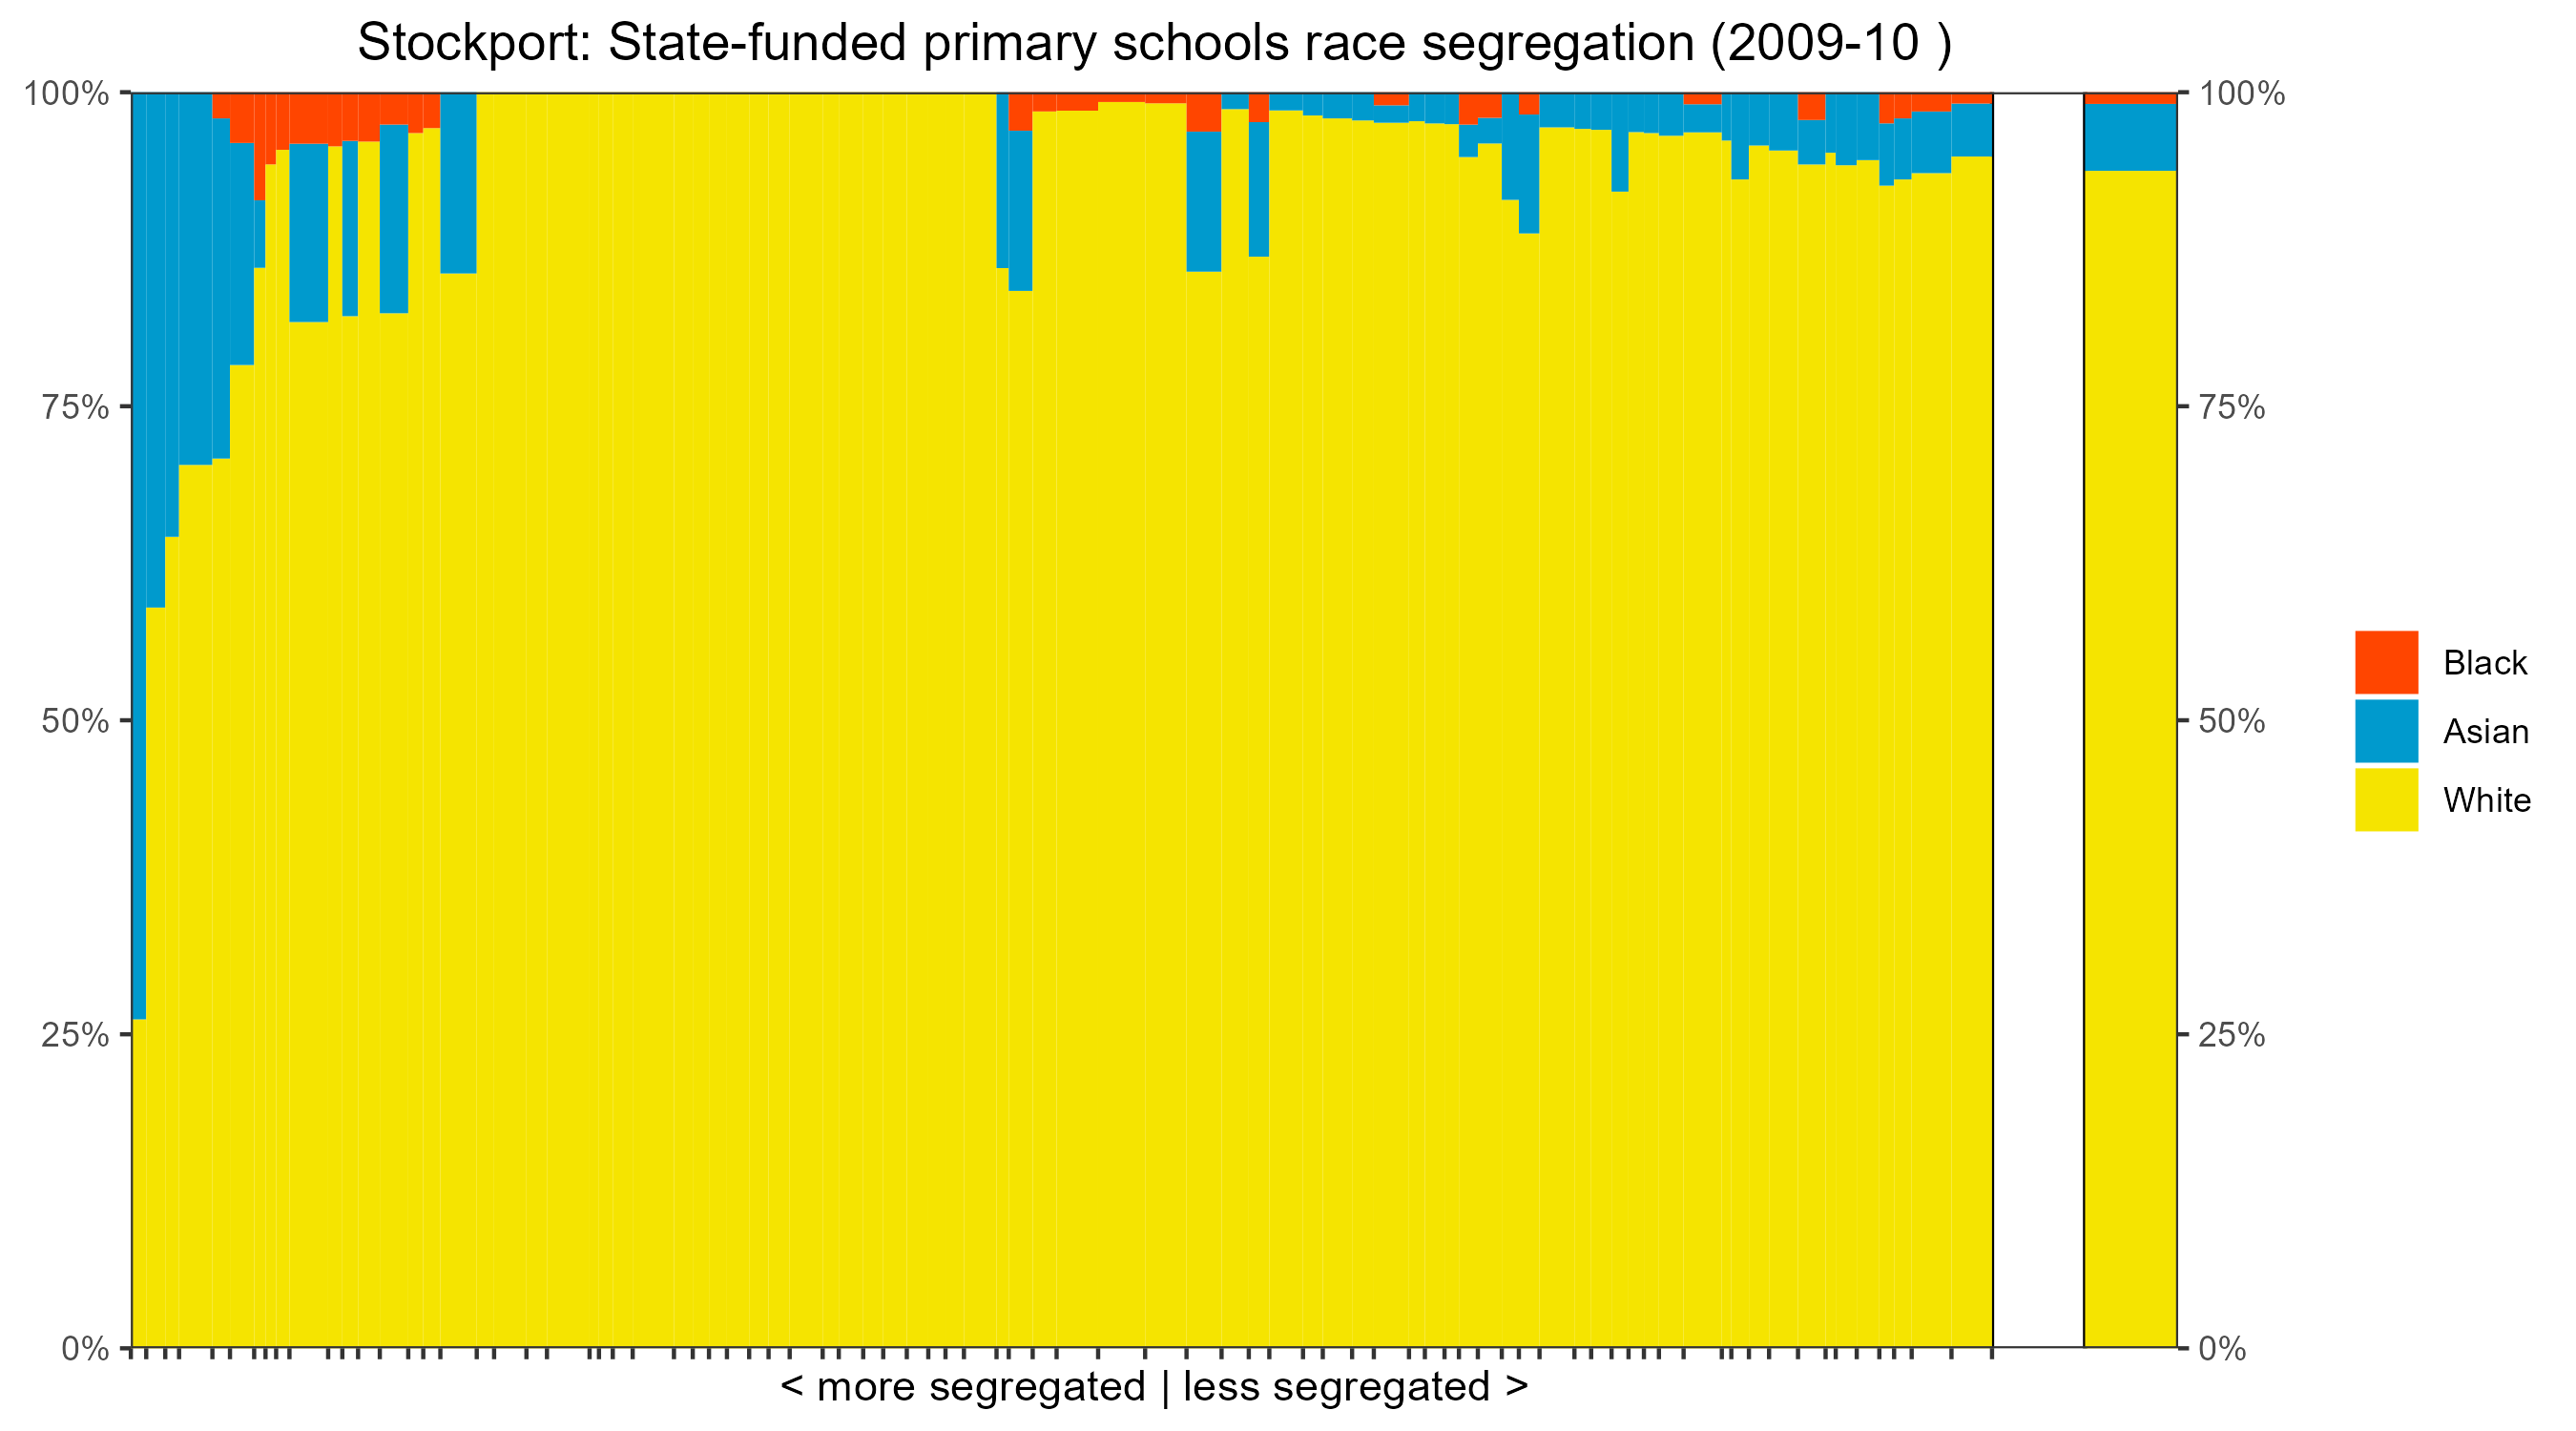 Stockport: State-funded primary schools race segregation (2009-10 )
100%
75%
50%
25%
0%
100%
75%
50%
25%
0%
Black
Asian
White
< more segregated | less segregated >